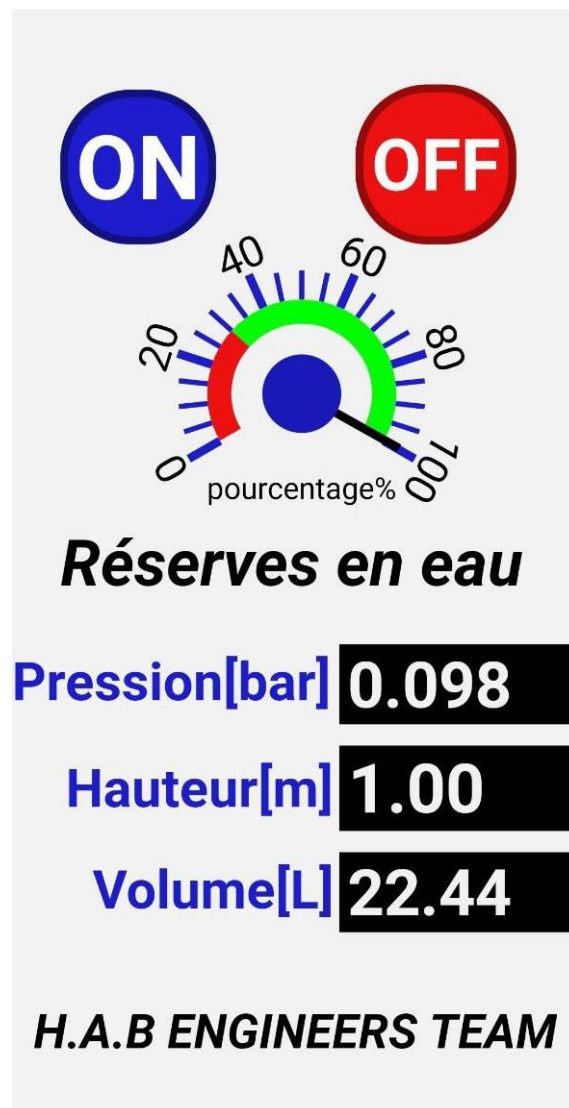 ON OFF
40 60
20 80
0 100
pourcentage%
Réserves en eau
Pression[bar] 0.098
Hauteur[m] 1.00
Volume[L] 22.44
H.A.B ENGINEERS TEAM